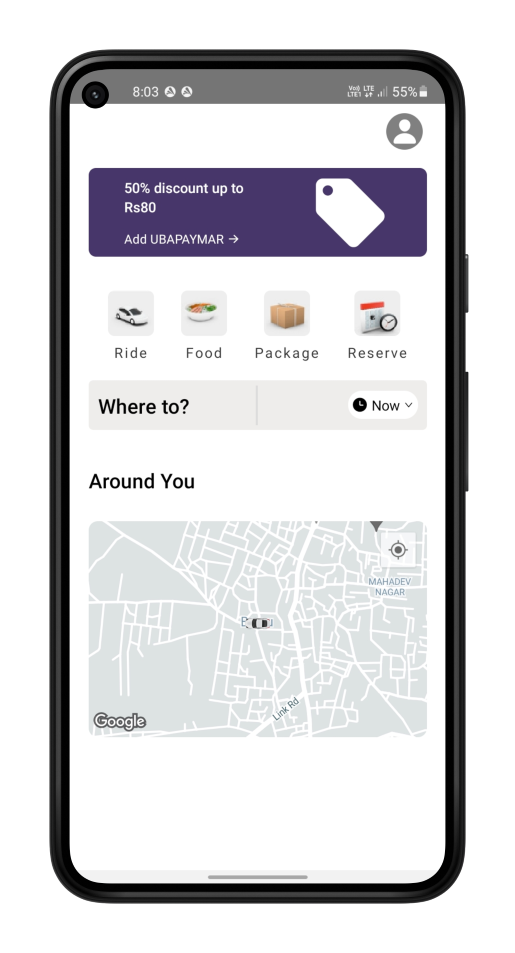 8:03
Vo) LTE
LTE1
55%
50% discount up to
Rs80
Add UBAPAYMAR →
Ride Food Package Reserve
Where to?
Now
Around You
MAHADEV
NAGAR
Link Rd
Google